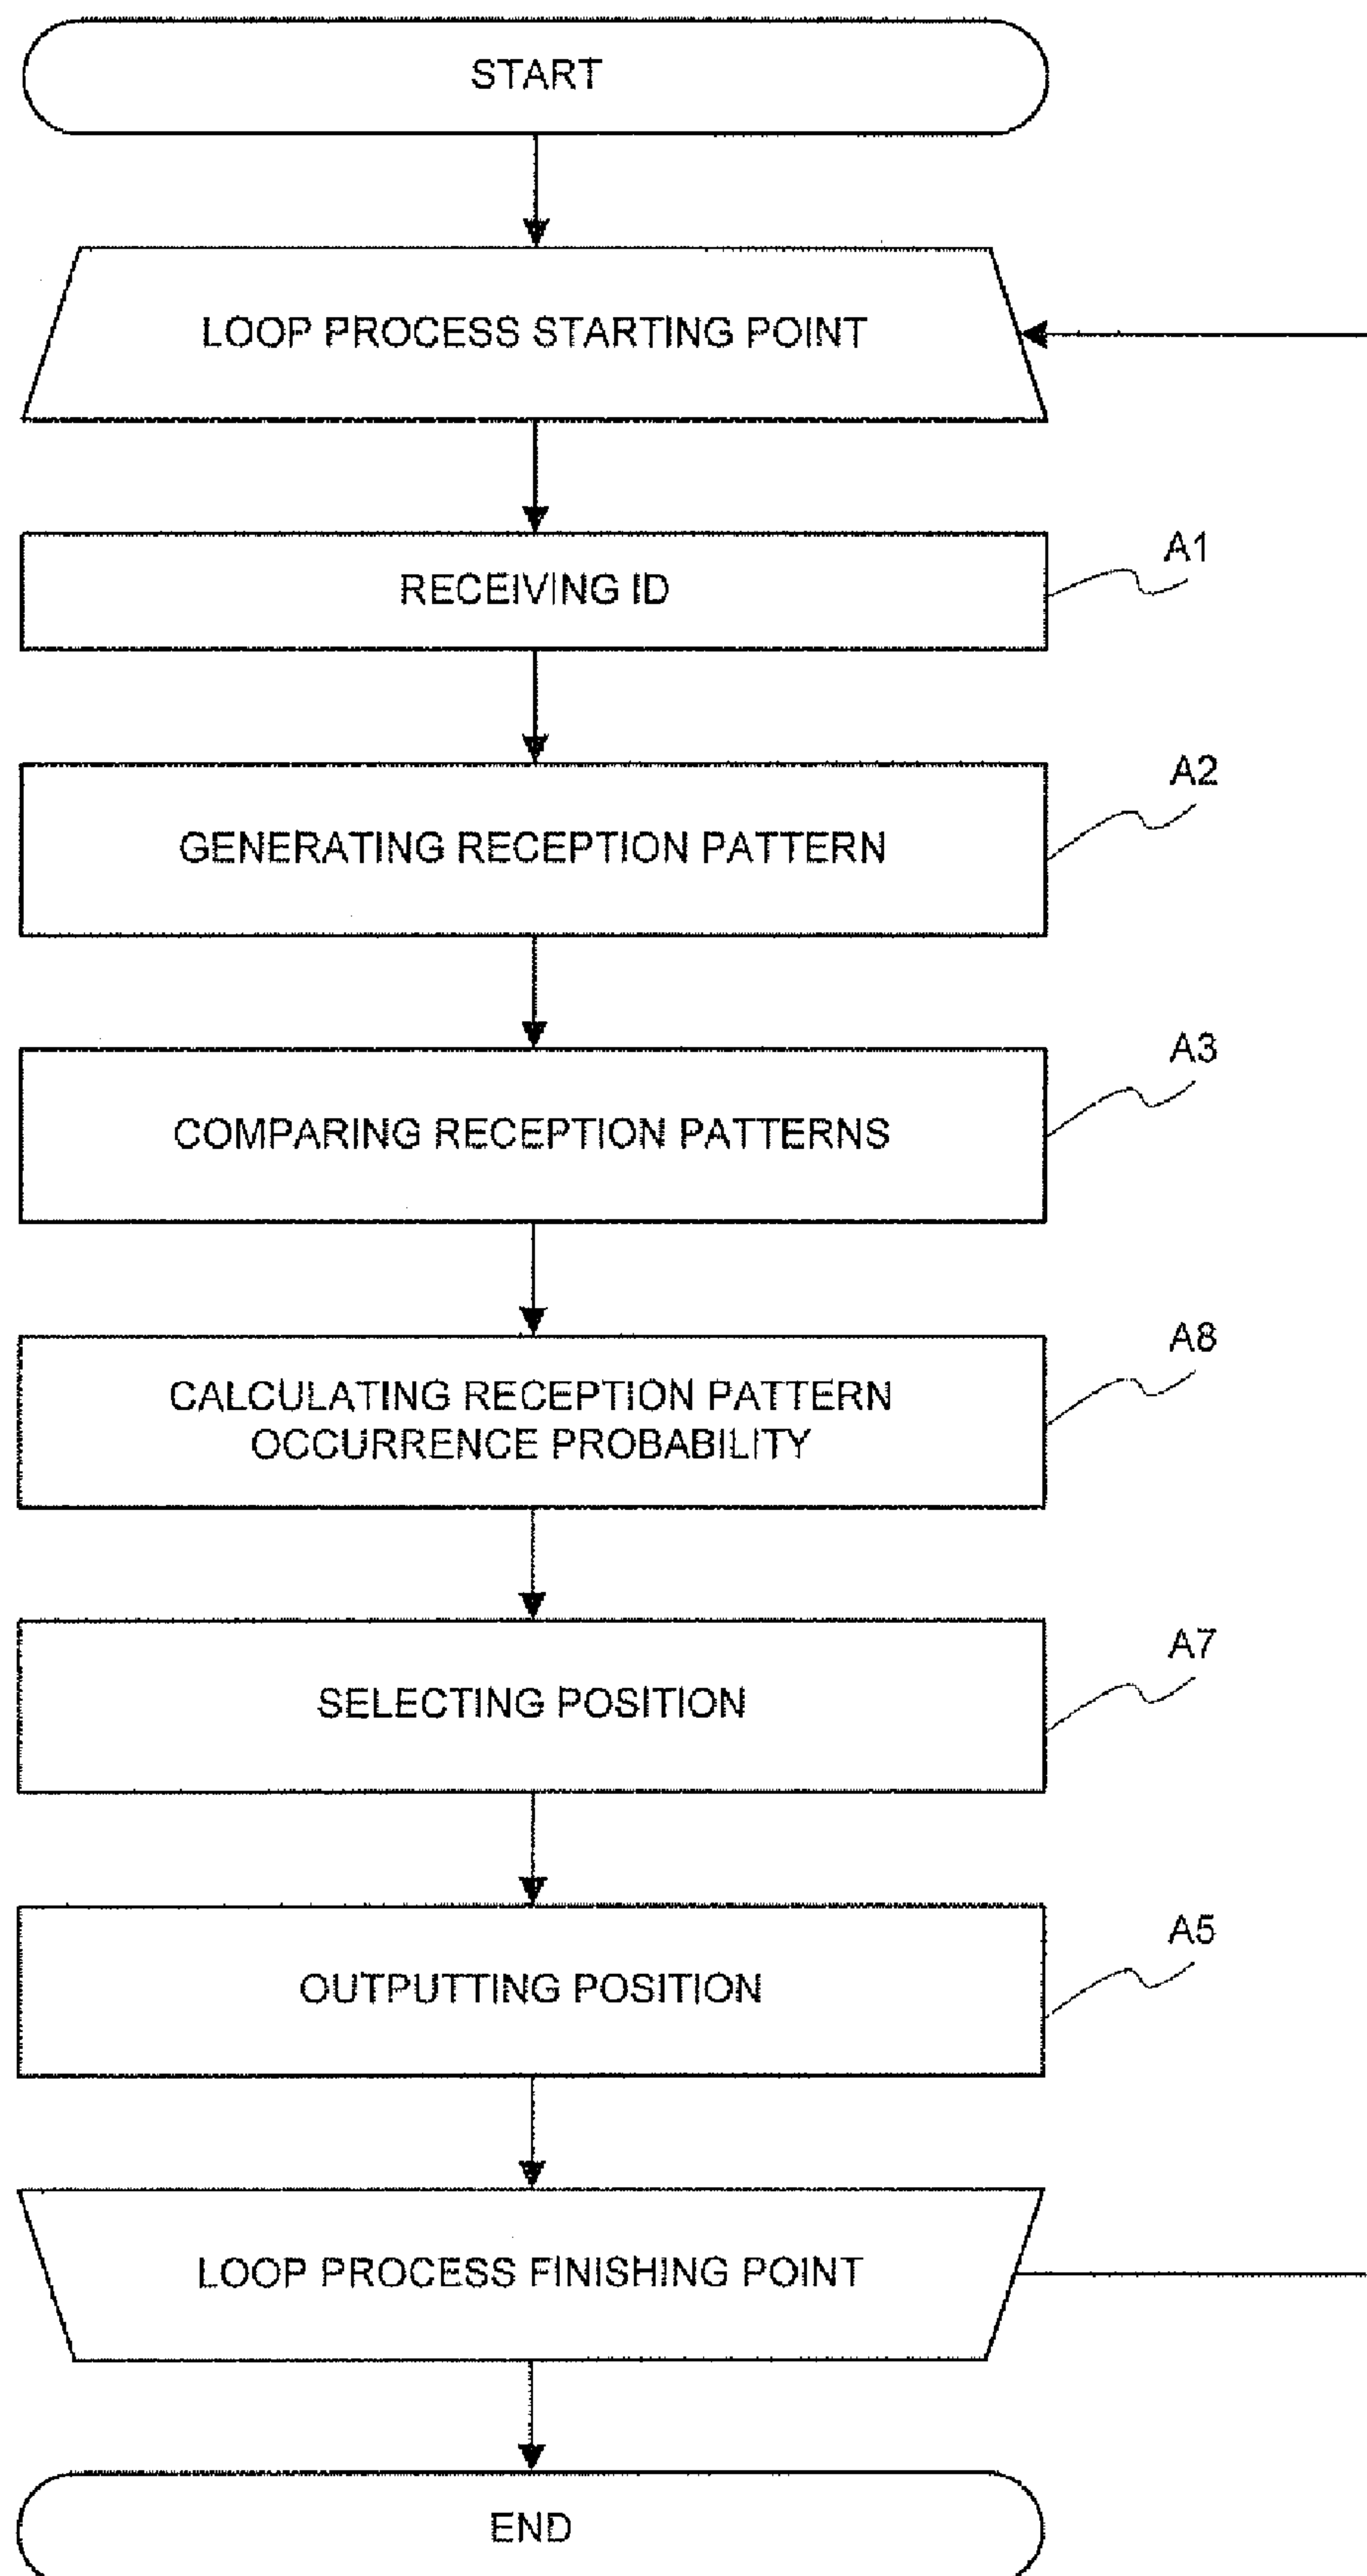 START
LOOP PROCESS STARTING POINT
A1
RECEIVING ID
A2
GENERATING RECEPTION PATTERN
A3
COMPARING RECEPTION PATTERNS
A8
CALCULATING RECEPTION PATTERN
OCCURRENCE PROBABILITY
A7
SELECTING POSITION
A5
OUTPUTTING POSITION
LOOP PROCESS FINISHING POINT
END